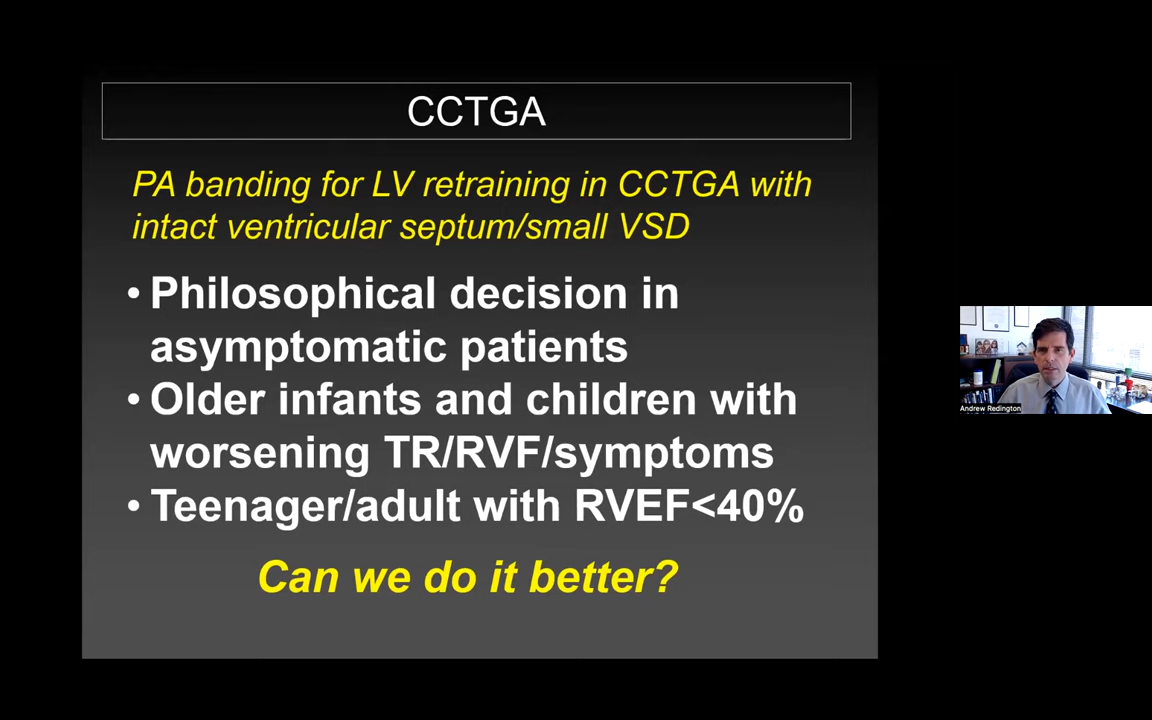 CCTGA
PA banding for LV retraining in CCTGA with
intact ventricular septum/small VSD
• Philosophical decision in
asymptomatic patients
• Older infants and children with
worsening TR/RVF/symptoms
• Teenager/adult with RVEF<40%
Can we do it better?
Andrew Redington